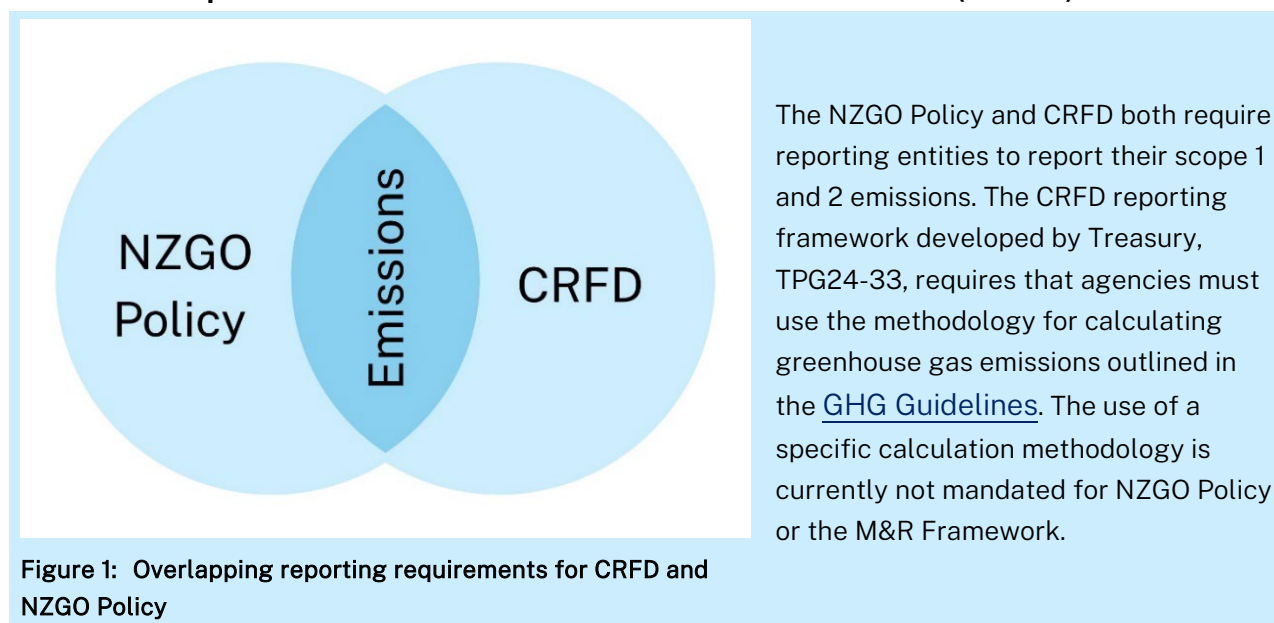 NZGO
Policy
Emissions
CRFD
The NZGO Policy and CRFD both require
reporting entities to report their scope 1
and 2 emissions. The CRFD reporting
framework developed by Treasury,
TPG24-33, requires that agencies must
use the methodology for calculating
greenhouse gas emissions outlined in
the GHG Guidelines. The use of a
specific calculation methodology is
currently not mandated for NZGO Policy
or the M&R Framework.
Figure 1: Overlapping reporting requirements for CRFD and
NZGO Policy